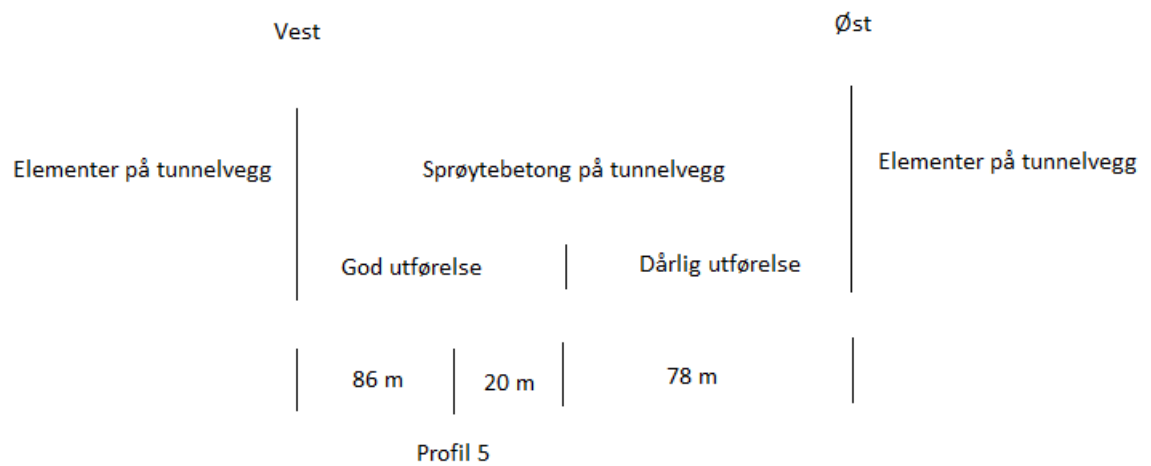 Vest
Øst
Elementer på tunnelvegg
Sprøytebetong på tunnelvegg
Elementer på tunnelvegg
God utførelse
Dårlig utførelse
86 m
20 m
78 m
Profil 5